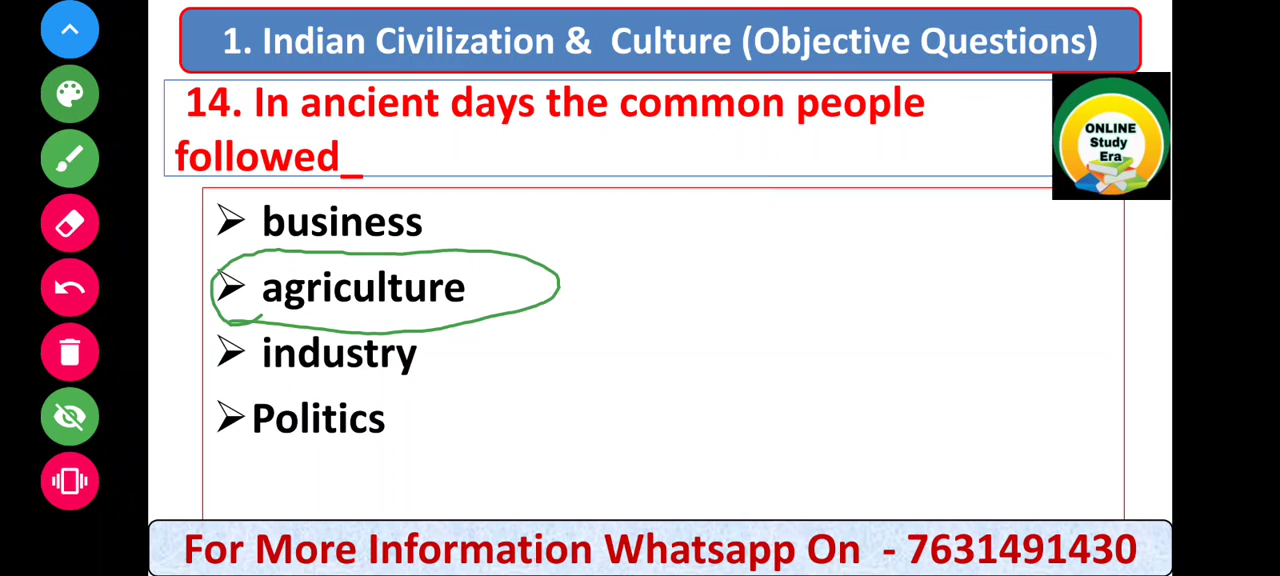 1. Indian Civilization & Culture (Objective Questions)
14. In ancient days the common people
followed_
ONLINE
Study
Era
business
agriculture
industry
Politics
For More Information Whatsapp On - 7631491430